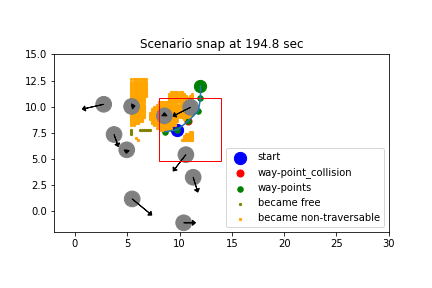 Scenario snap at 194.8 sec
15.0
12.5
10.0
7.5
5.0
2.5
0.0
0 5 10 15 20 25 30
start
way-point_collision
way-points
became free
became non-traversable